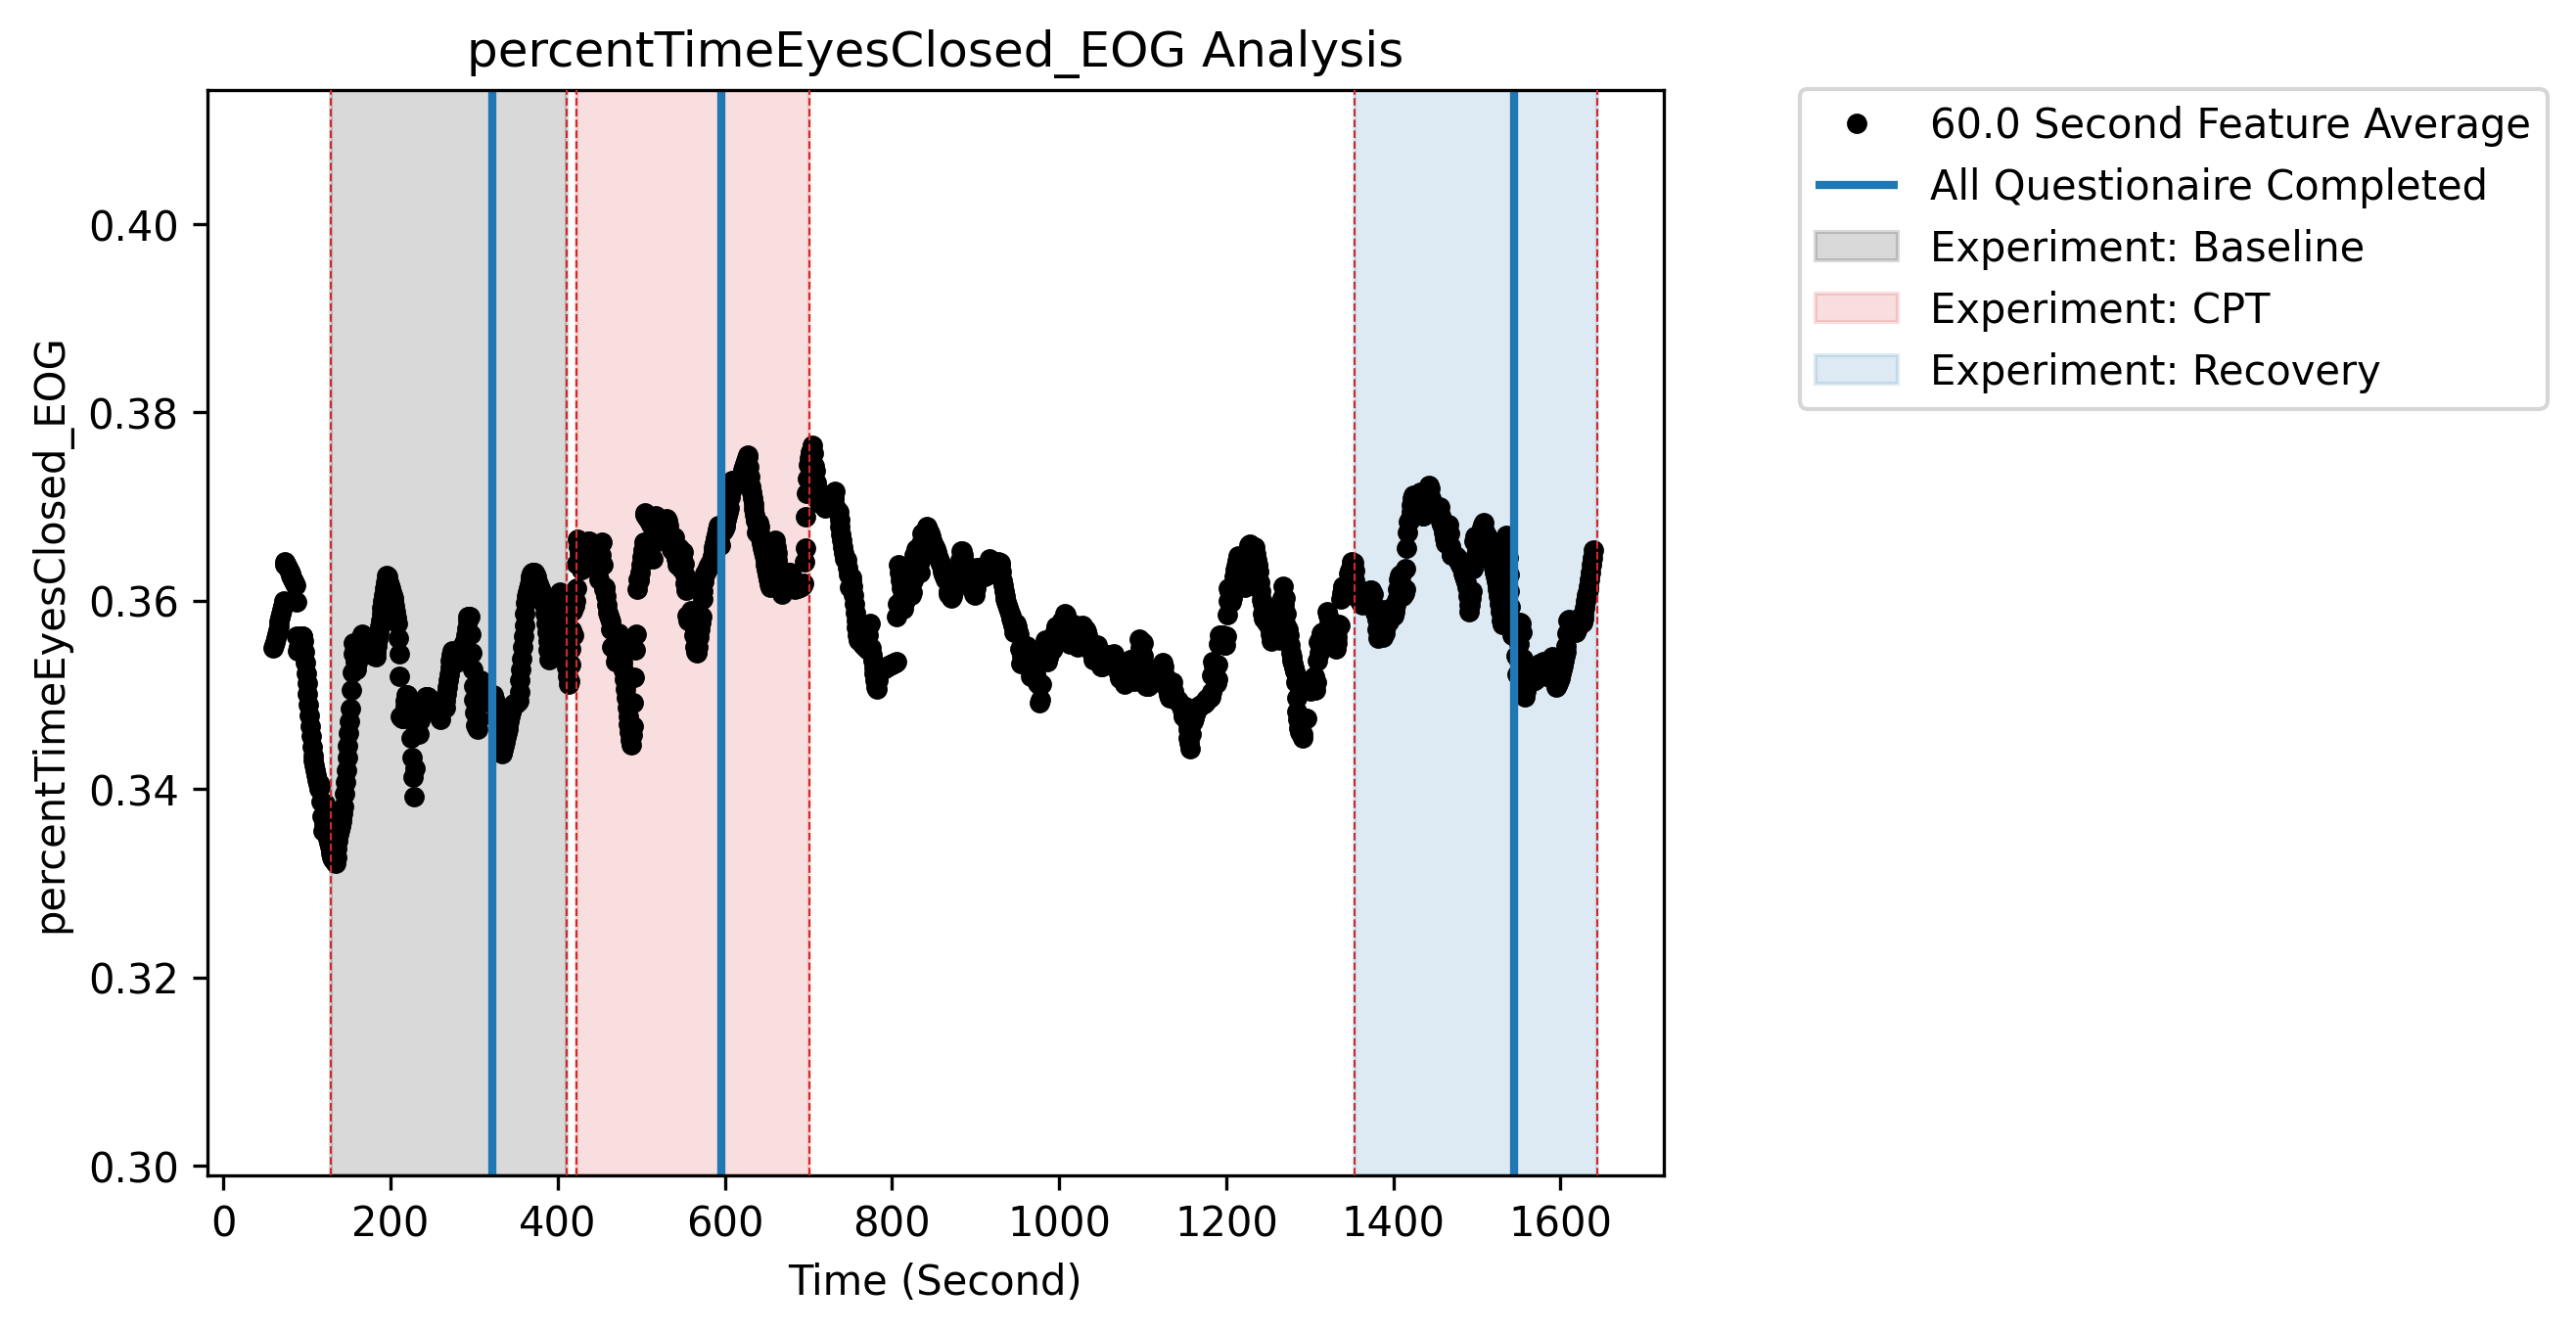 percentTimeEyesClosed_EOG Analysis
percentTimeEyesClosed_EOG
0.40
0.38
0.36
0.34
0.32
0.30
0 200 400 600 800 1000 1200 1400 1600
Time (Second)
60.0 Second Feature Average
All Questionaire Completed
Experiment: Baseline
Experiment: CPT
Experiment: Recovery